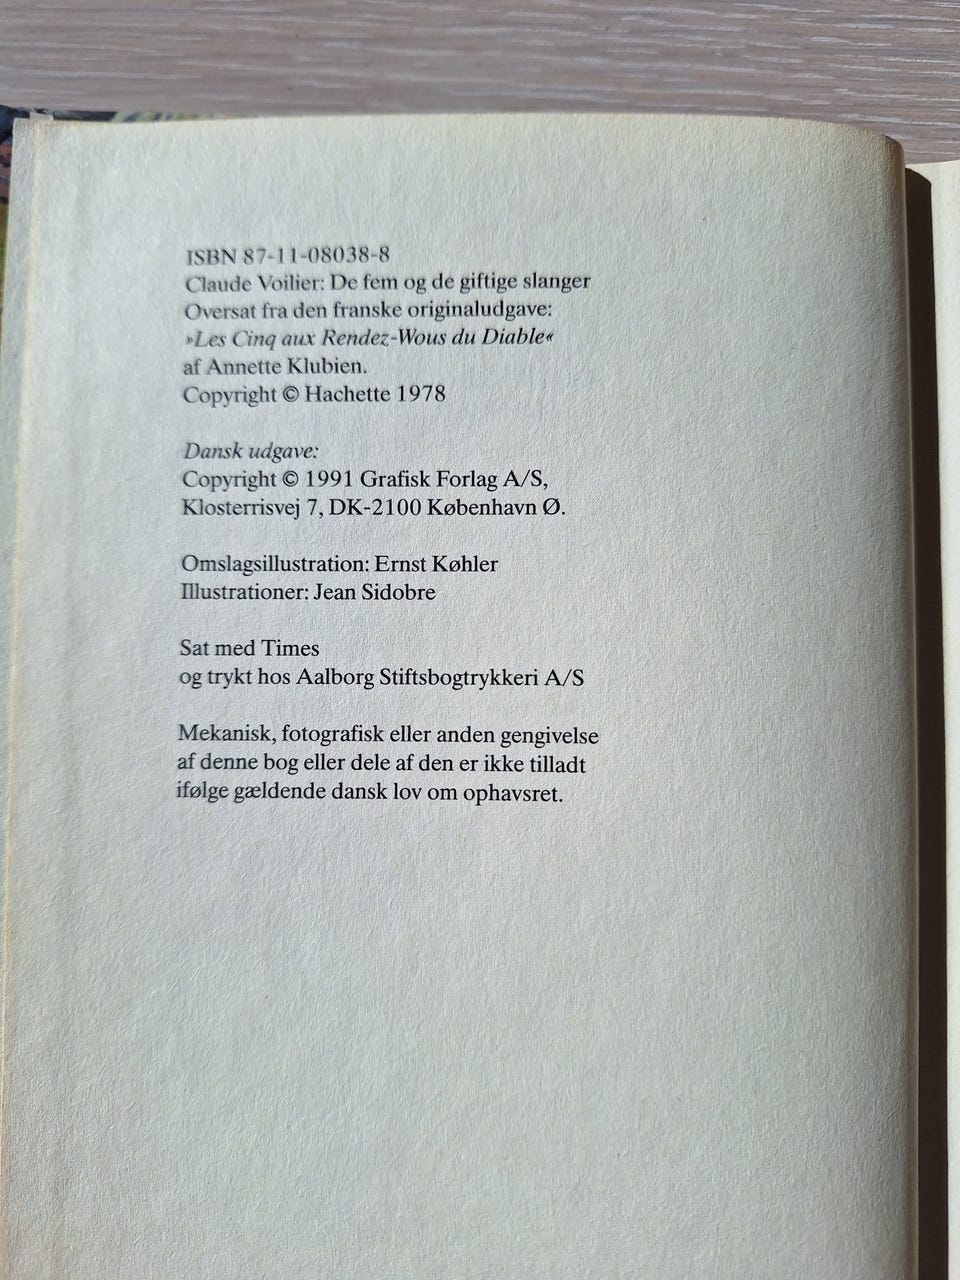 ISBN 87-11-08038-8
Claude Voilier: De fem og de giftige slanger
Oversat fra den franske originaludgave:
»Les Cinq aux Rendez-Wous du Diable«
af Annette Klubien.
Copyright © Hachette 1978
Dansk udgave:
Copyright © 1991 Grafisk Forlag A/S,
Klosterrisvej 7, DK-2100 København Ø.
Omslagsillustration: Ernst Køhler
Illustrationer: Jean Sidobre
Sat med Times
og trykt hos Aalborg Stiftsbogtrykkeri A/S
Mekanisk, fotografisk eller anden gengivelse
af denne bog eller dele af den er ikke tilladt
ifølge gældende dansk lov om ophavsret.